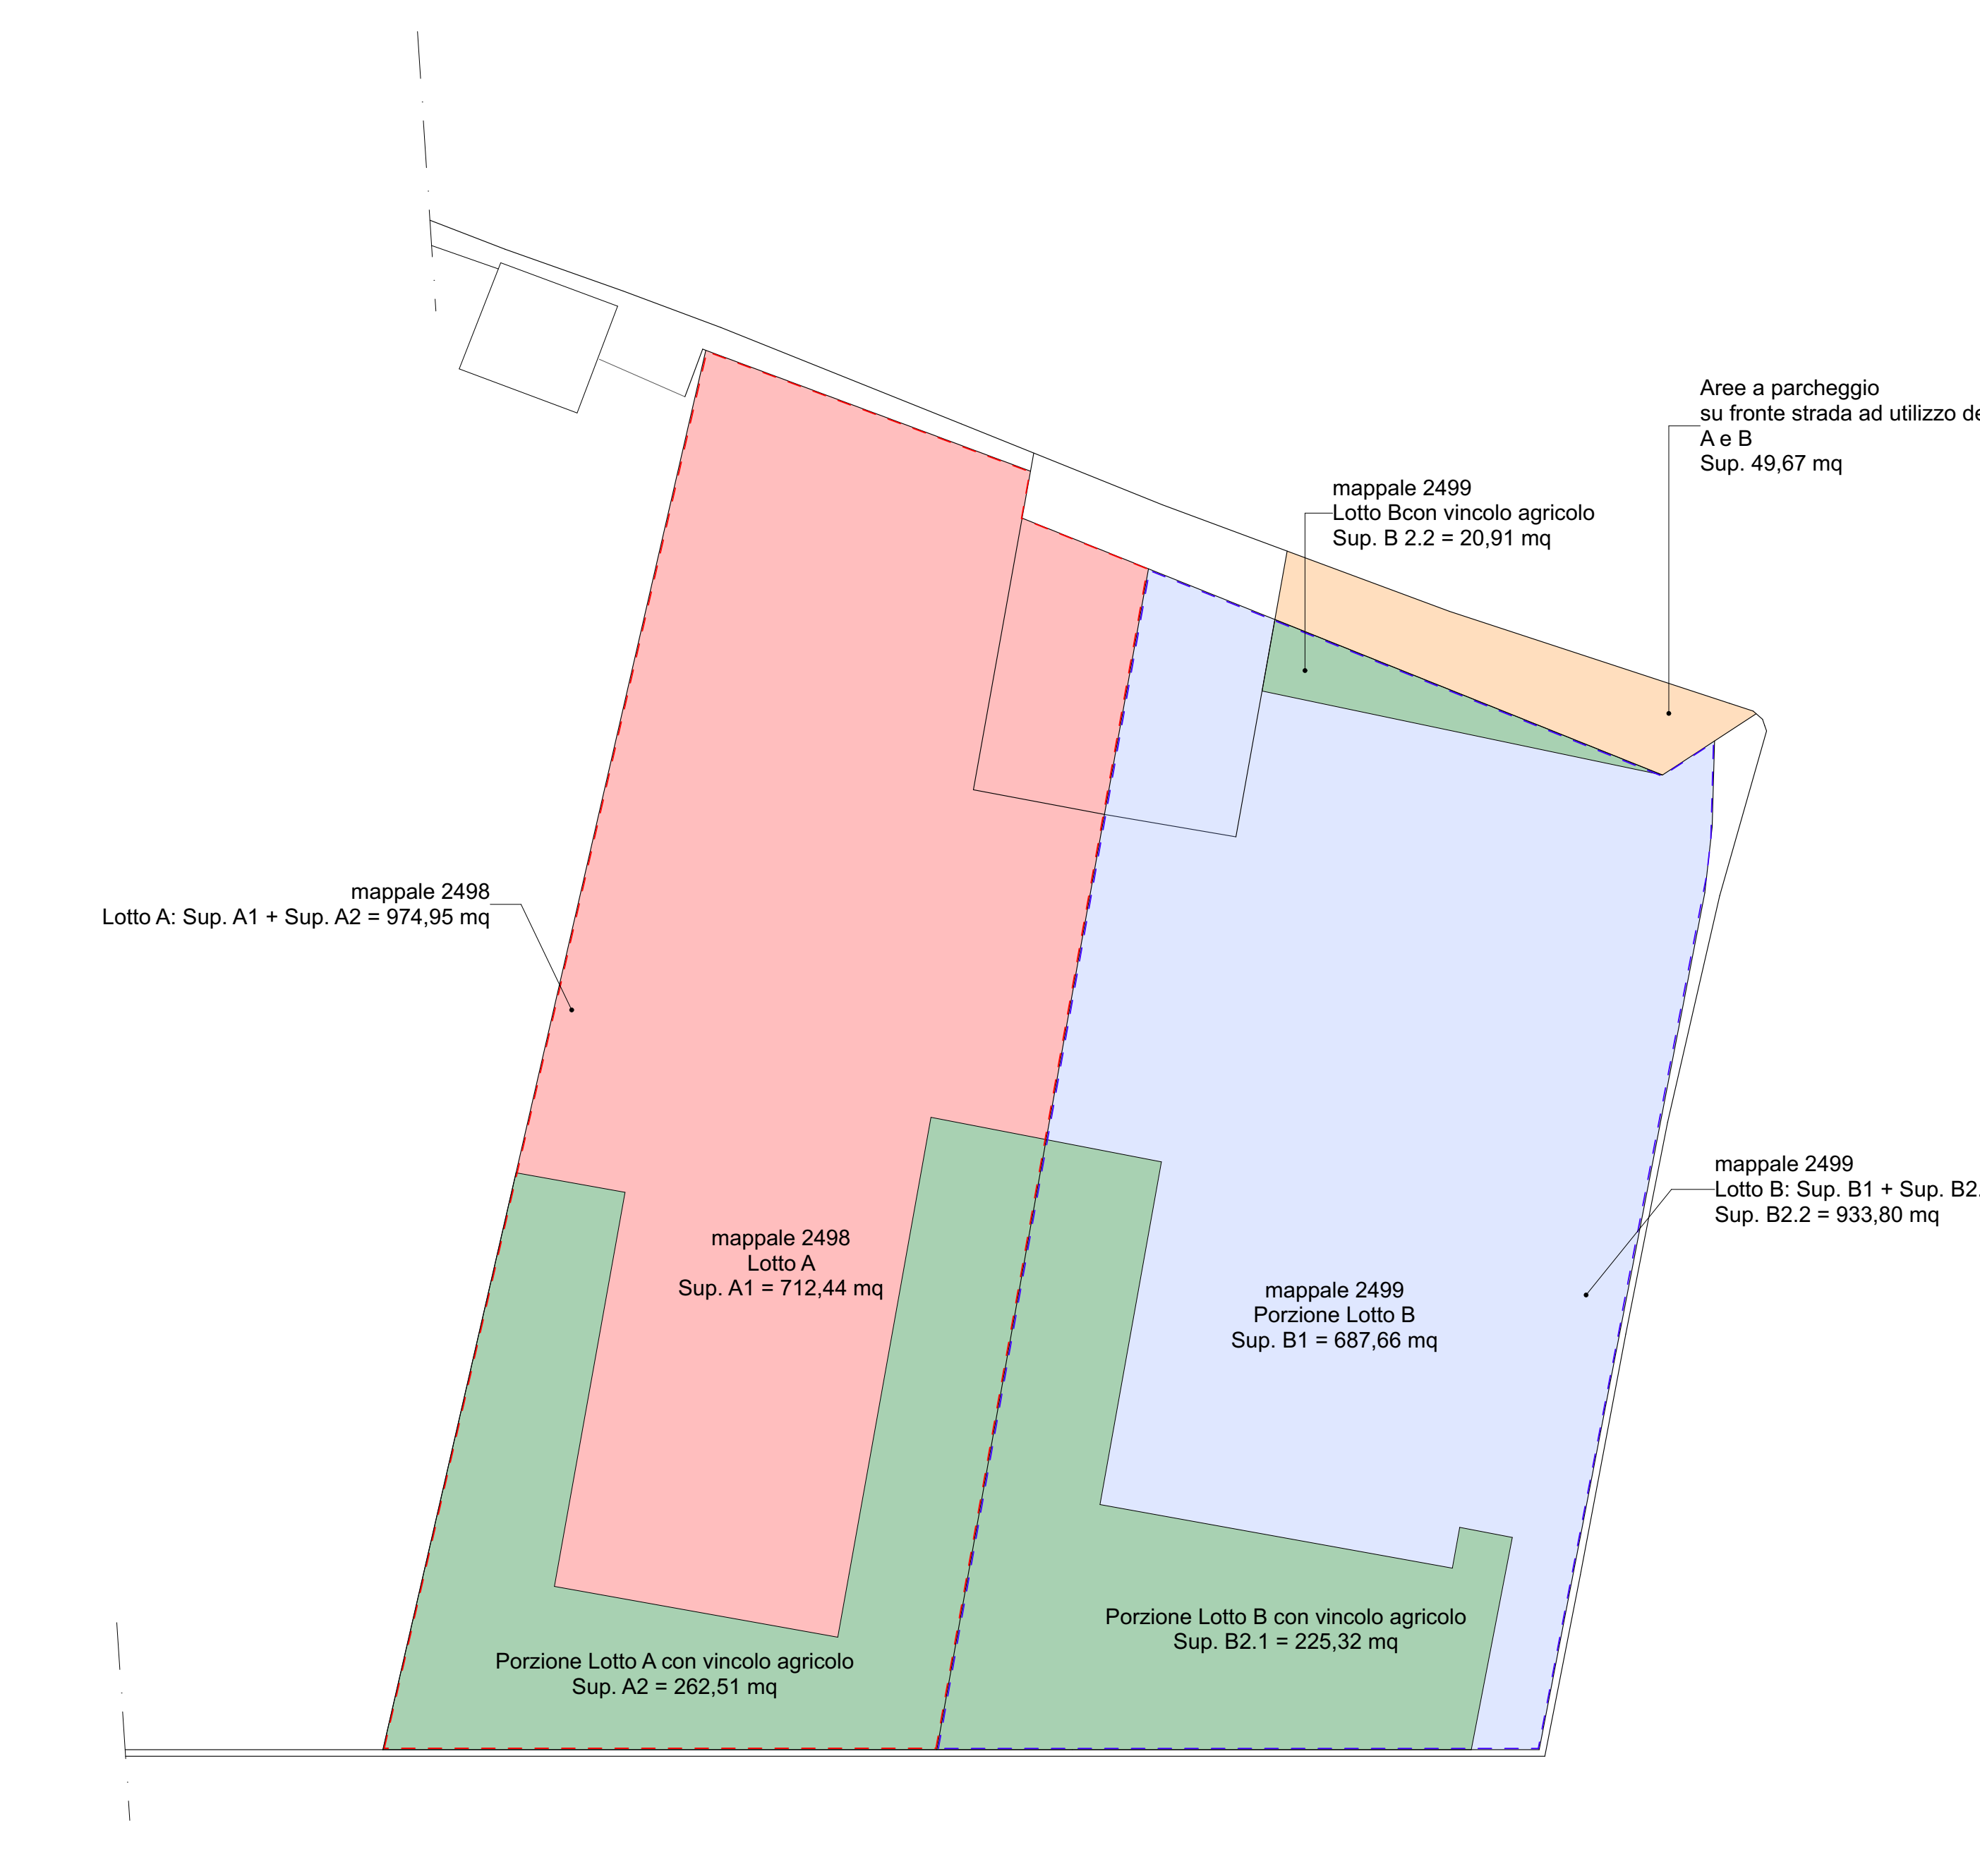 Aree a parcheggio
su fronte strada ad utilizzo
A e B
Sup. 49,67 mq
mappale 2499
Lotto Bcon vincolo agricolo
Sup. B 2.2 = 20,91 mq
mappale 2498
Lotto A: Sup. A1 + Sup. A2 = 974,95 mq
mappale 2499
Lotto B: Sup. B1 + Sup. B2.
Sup. B2.2 = 933,80 mq
mappale 2498
Lotto A
Sup. A1 = 712,44 mq
mappale 2499
Porzione Lotto B
Sup. B1 = 687,66 mq
Porzione Lotto B con vincolo agricolo
Sup. B2.1 = 225,32 mq
Porzione Lotto A con vincolo agricolo
Sup. A2 = 262,51 mq